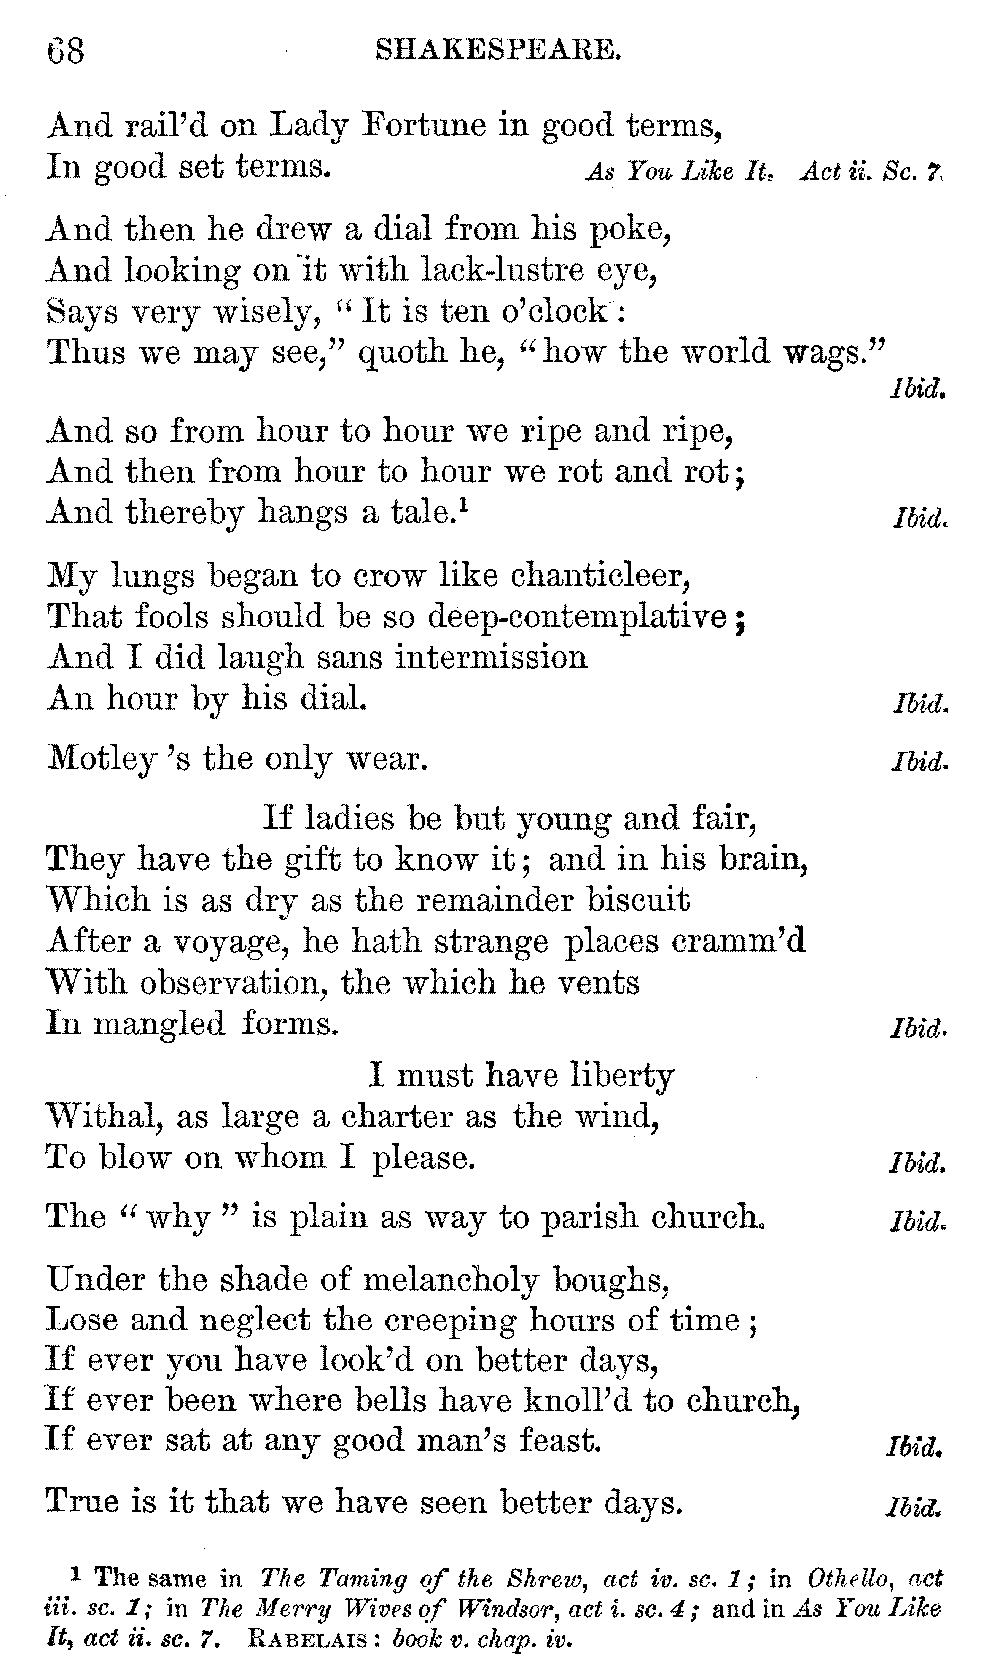 68 SHAKESPEARE.
And rail'd on Lady Fortune in good terms,
In good set terms. As You Like It. Act ii. Sc. 7.
And then he drew a dial from his poke,
And looking on it with lack-lustre eye,
Says very wisely, “It is ten o'clock:
Thus we may see,” quoth he, “how the world wags.”
Ibid.
And so from hour to hour we ripe and ripe,
And then from hour to hour we rot and rot;
And thereby hangs a tale.¹ Ibid.
My lungs began to crow like chanticleer,
That fools should be so deep-contemplative;
And I did laugh sans intermission
An hour by his dial. Ibid.
Motley 's the only wear. Ibid.
If ladies be but young and fair,
They have the gift to know it; and in his brain,
Which is as dry as the remainder biscuit
After a voyage, he hath strange places cramm'd
With observation, the which he vents
In mangled forms. Ibid.
I must have liberty
Withal, as large a charter as the wind,
To blow on whom I please. Ibid.
The “why” is plain as way to parish church. Ibid.
Under the shade of melancholy boughs,
Lose and neglect the creeping hours of time;
If ever you have look'd on better days,
If ever been where bells have knoll'd to church,
If ever sat at any good man's feast. Ibid.
True is it that we have seen better days. Ibid.
¹ The same in The Taming of the Shrew, act iv. sc. 1; in Othello, act
iii. sc. 1; in The Merry Wives of Windsor, act i. sc. 4; and in As You Like
It, act ii. sc. 7. RABELAIS: book v. chap. iv.